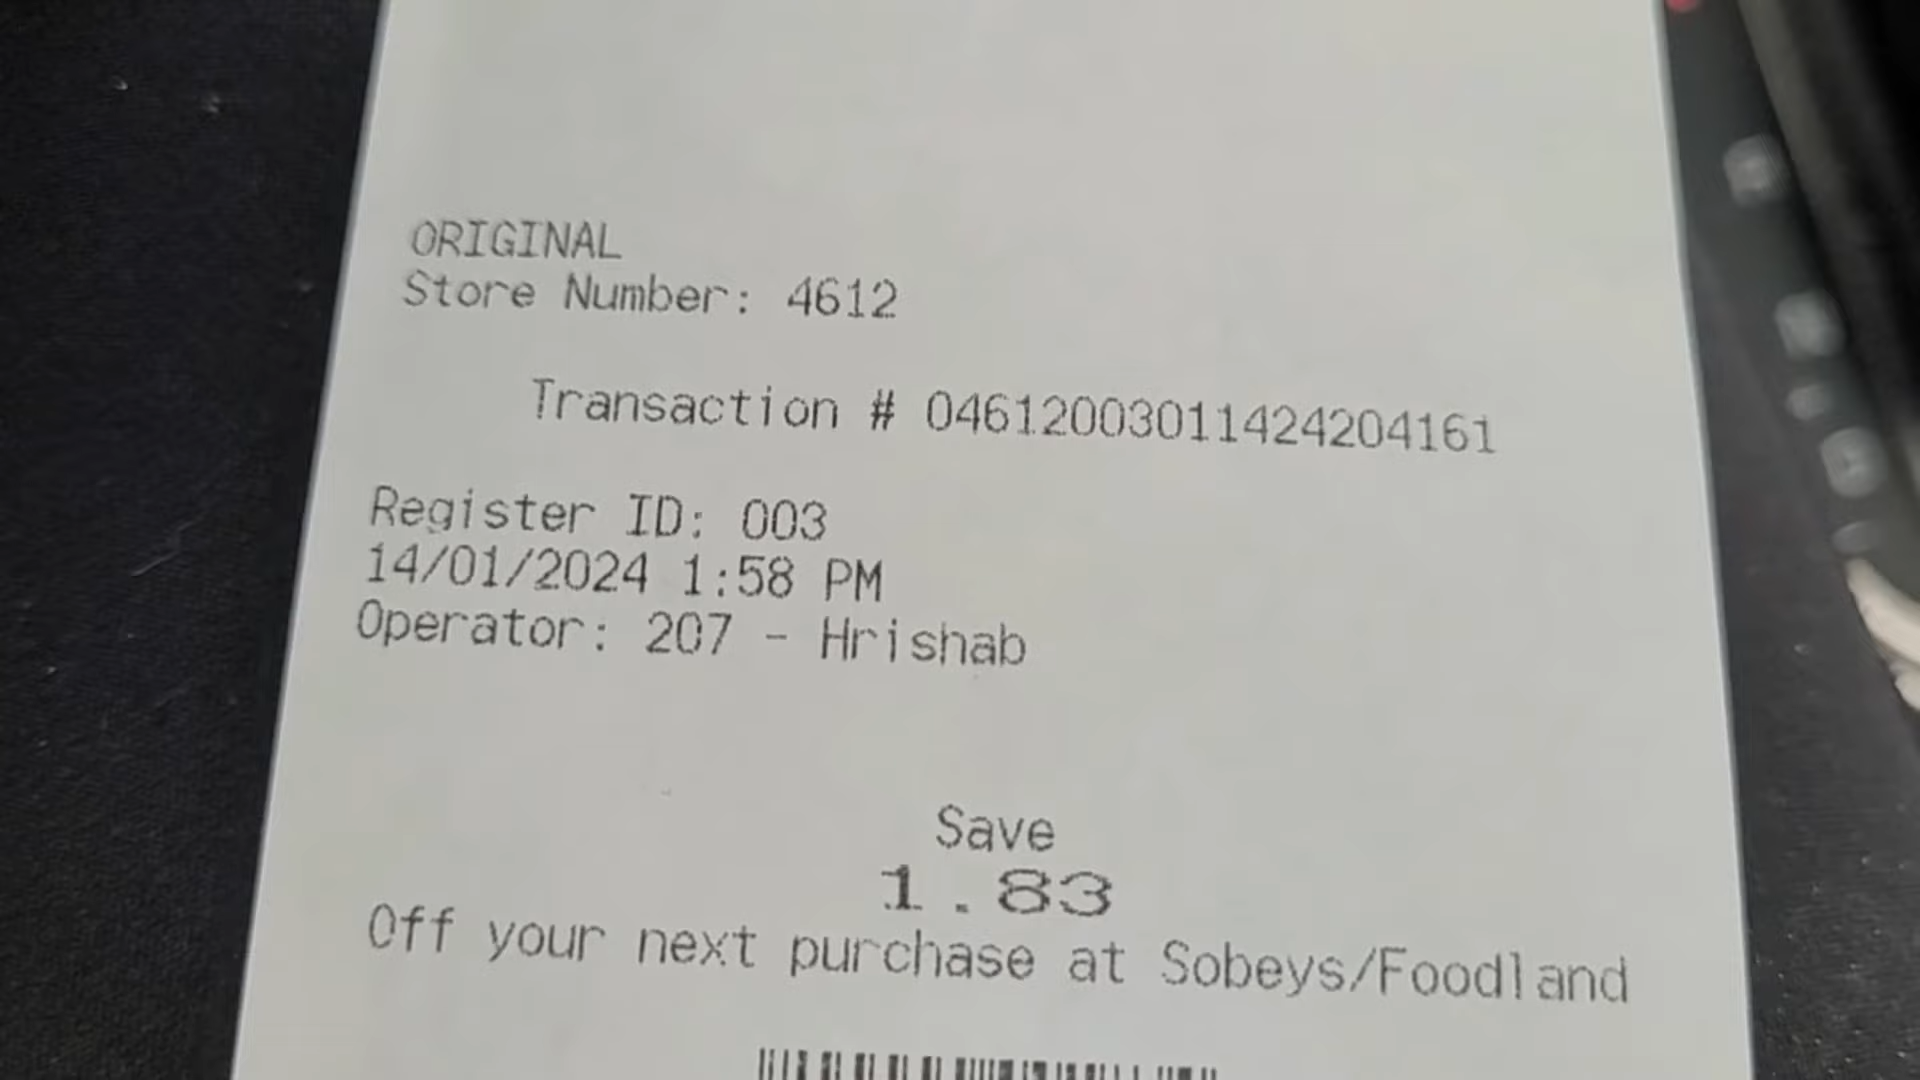 ORIGINAL
Store Number: 4612
Transaction # 04612003011424204161
Register ID: 003
14/01/2024 1:58 PM
Operator: 207 - Hrishab
Save
1.83
Off your next purchase at Sobeys/Foodland